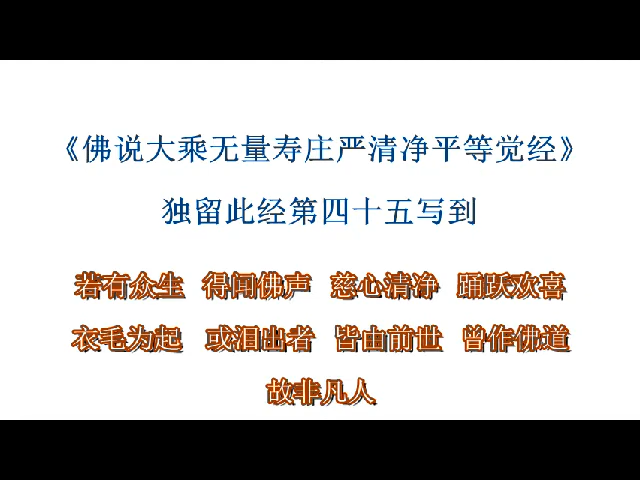 《佛说大乘无量寿庄严清净平等觉经》
独留此经第四十五写到
若有众生 得闻佛声 慈心清净 踊跃欢喜
衣毛为起 或泪出者 皆由前世 曾作佛道
故非凡人